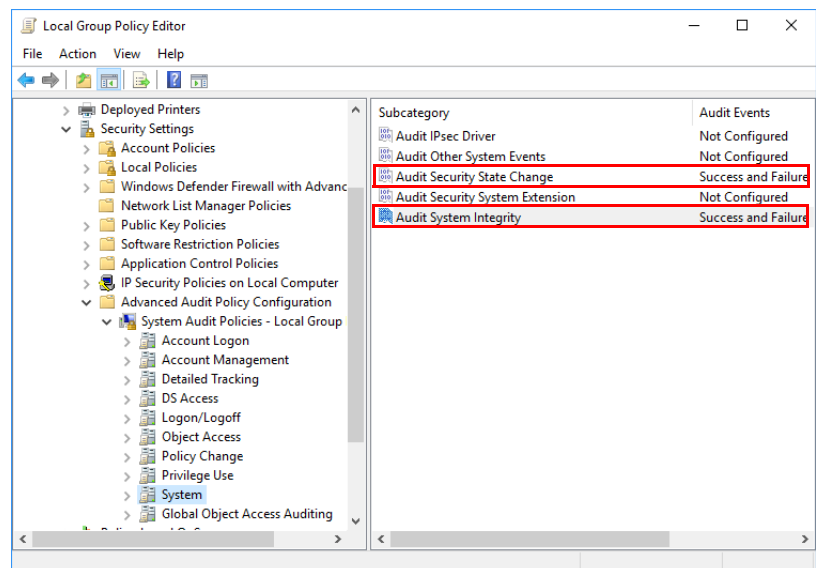 Local Group Policy Editor
File Action View Help
Deployed Printers
Security Settings
Account Policies
Local Policies
Windows Defender Firewall with Advanc
Network List Manager Policies
Public Key Policies
Software Restriction Policies
Application Control Policies
IP Security Policies on Local Computer
Advanced Audit Policy Configuration
System Audit Policies - Local Group
Account Logon
Account Management
Detailed Tracking
DS Access
Logon/Logoff
Object Access
Policy Change
Privilege Use
System
Global Object Access Auditing
Subcategory Audit Events
Audit IPsec Driver Not Configured
Audit Other System Events Not Configured
Audit Security State Change Success and Failure
Audit Security System Extension Not Configured
Audit System Integrity Success and Failure